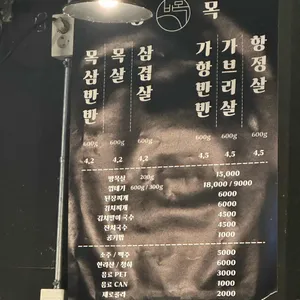 목
목삼반반 목살 삼겹살 가항반반 가브리살 항정살
600g 600g 600g 600g 600g 600g
4,2 4,2 4,2 4,5 4,5 4,5
200g 15,000
껍데기 600g / 300g 18,000 / 9000
된장찌개 6000
김치찌개 6000
김치말이국수 4500
잔치국수 4500
공기밥 1000
소주 / 맥주 5000
한라산 / 청하 6000
음료 PET 3000
음료 CAN 2000
제로콜라 2000